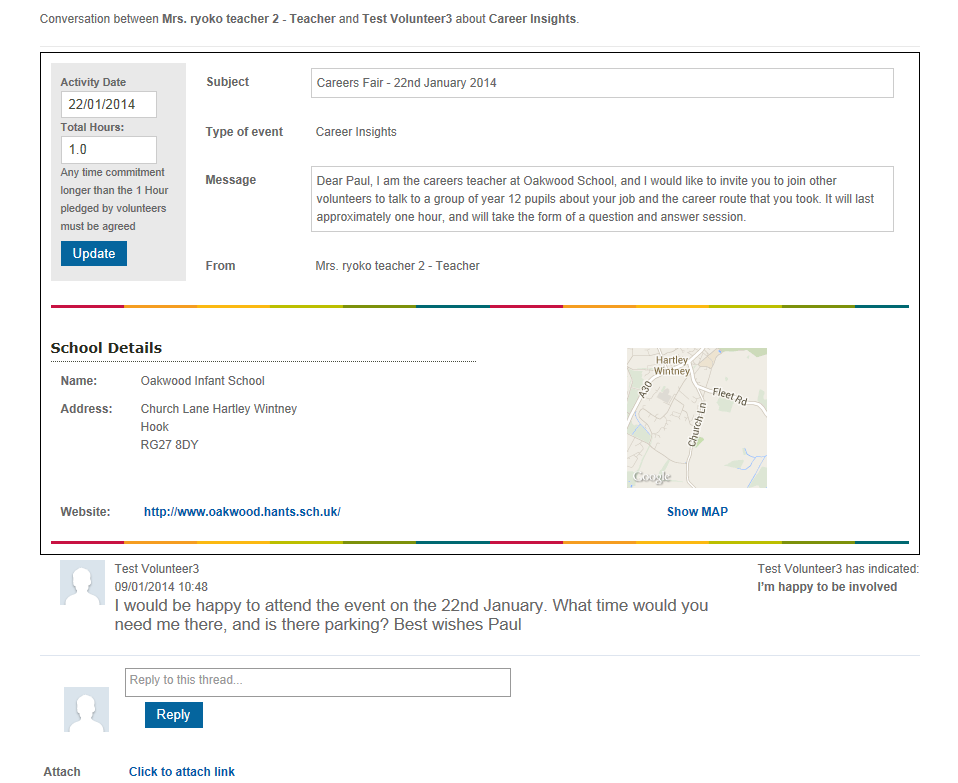 Conversation between Mrs. ryoko teacher 2 - Teacher and Test Volunteer3 about Career Insights.
Activity Date
22/01/2014
Total Hours:
1.0
Any time commitment
longer than the 1 Hour
pledged by volunteers
must be agreed
Update
Subject
Careers Fair - 22nd January 2014
Type of event
Career Insights
Message
Dear Paul, I am the careers teacher at Oakwood School, and I would like to invite you to join other
volunteers to talk to a group of year 12 pupils about your job and the career route that you took. It will last
approximately one hour, and will take the form of a question and answer session.
From
Mrs. ryoko teacher 2 - Teacher
School Details
Name:
Oakwood Infant School
Address:
Church Lane Hartley Wintney
Hook
RG27 8DY
Website:
http://www.oakwood.hants.sch.uk/
Hartley
Wintney
A30
Fleet Rd
Church Ln
Google
Show MAP
Test Volunteer3
09/01/2014 10:48
I would be happy to attend the event on the 22nd January. What time would you
need me there, and is there parking? Best wishes Paul
Test Volunteer3 has indicated:
I'm happy to be involved
Reply to this thread...
Reply
Attach
Click to attach link